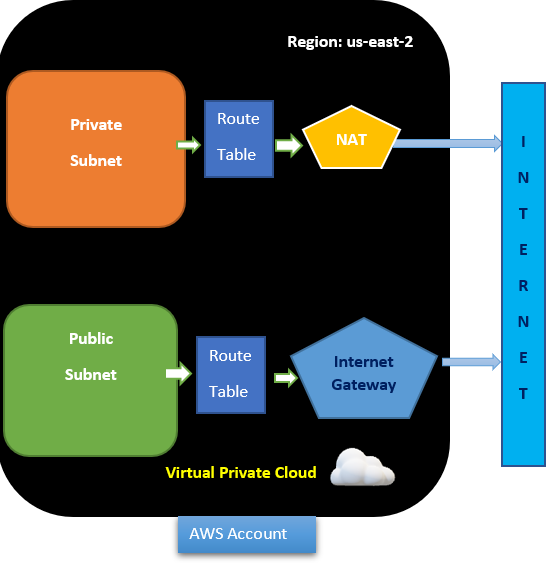 Region: us-east-2
Private
Subnet
Route
Table
NAT
INTERNET
Public
Subnet
Route
Table
Internet
Gateway
Virtual Private Cloud
AWS Account